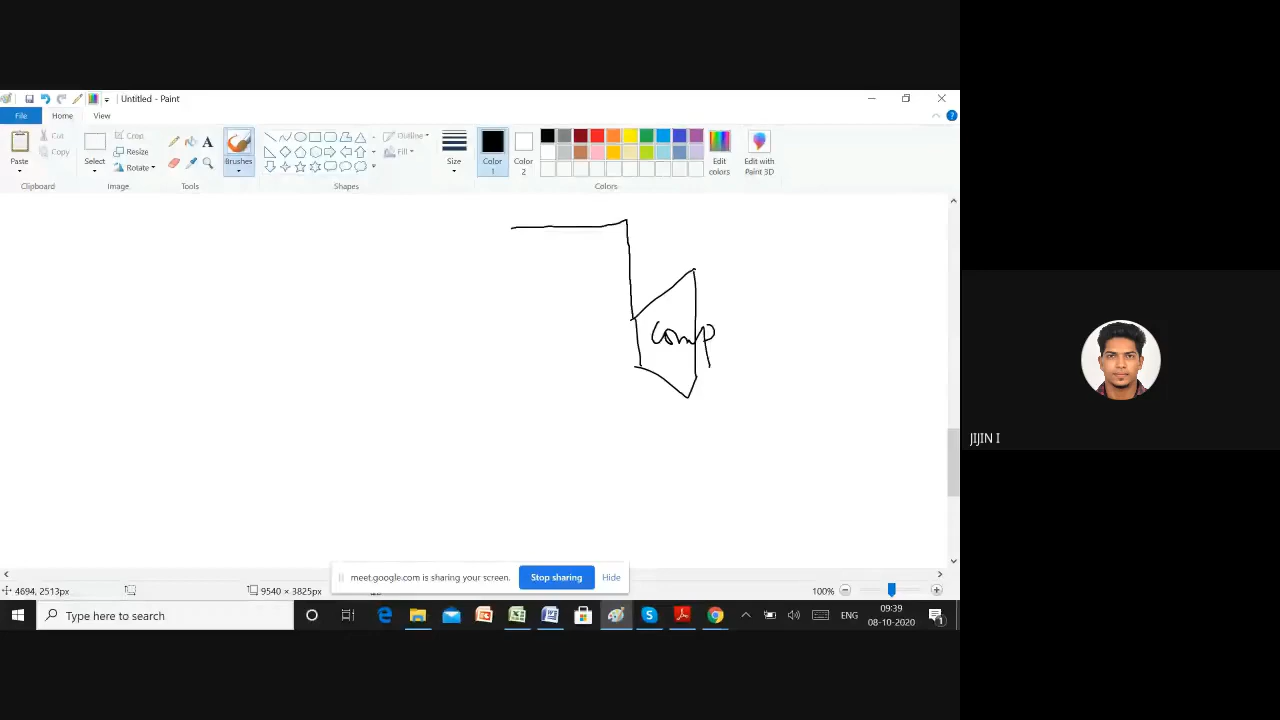 Untitled - Paint
File
Home
View
Paste
Cut
Copy
Clipboard
Select
Crop
Resize
Rotate
Image
Tools
Brushes
Outline
Fill
Shapes
Size
Color
1
Color
2
Edit
colors
Edit with
Paint 3D
Colors
comp
JIJIN I
meet.google.com is sharing your screen.
Stop sharing
Hide
4694, 2513px
9540 × 3825px
100%
Type here to search
ENG
09:39
08-10-2020
1